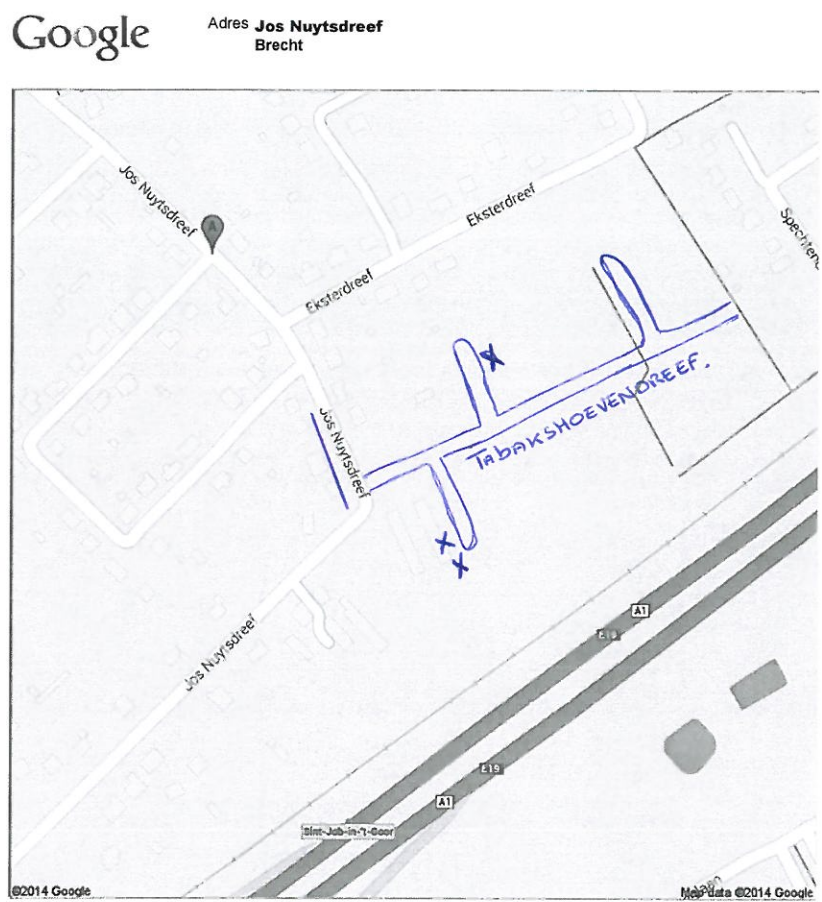 Google
Adres Jos Nuytsdreef
Brecht
Jos Nuytsdreef
A
Eksterdreef
Eksterdreef
Jos Nuytsdreef
TABAKSHOEVENDREEF.
A1
E19
Jos Nuytsdreef
E19
A1
Sint-Job-in-'t-Goor
©2014 Google
Map data ©2014 Google